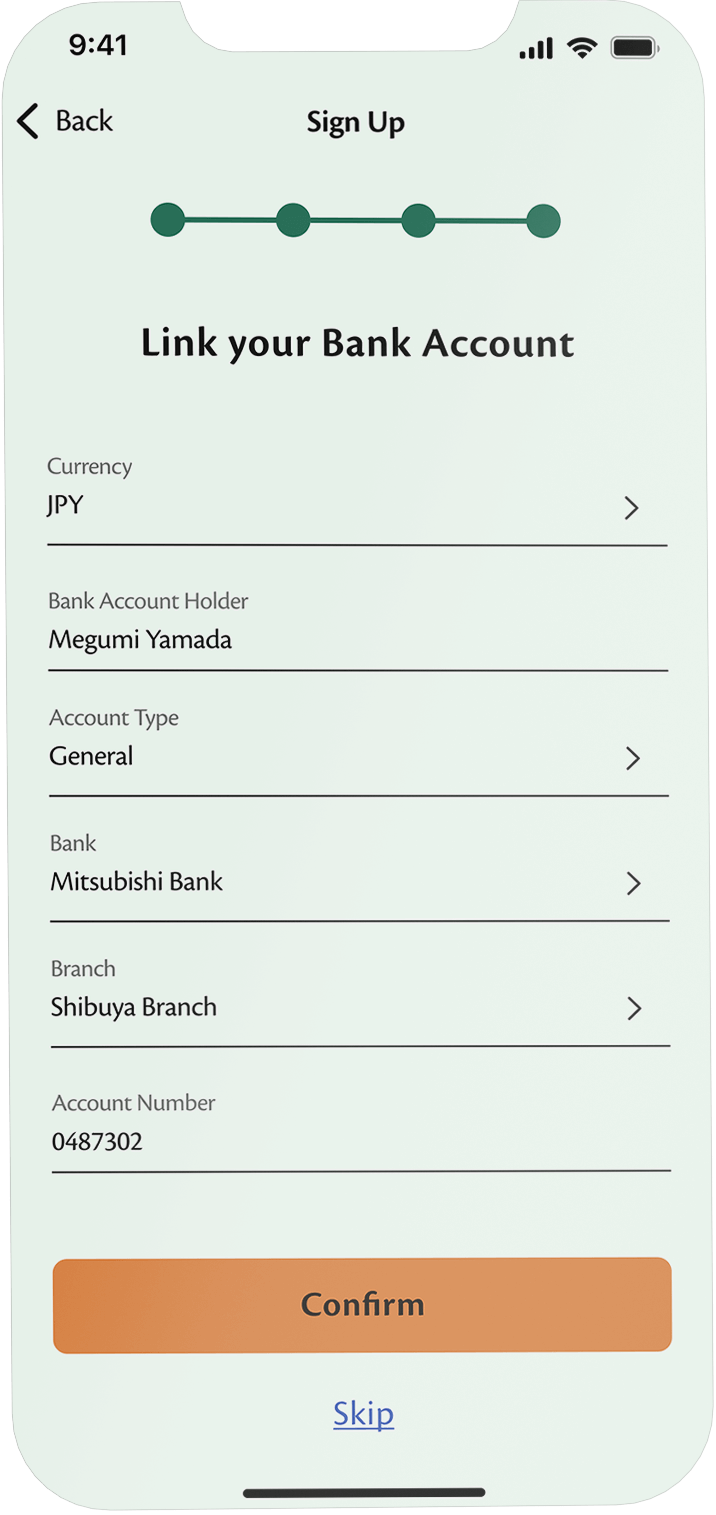 9:41
Back
Sign Up
Link your Bank Account
Currency
JPY
Bank Account Holder
Megumi Yamada
Account Type
General
Bank
Mitsubishi Bank
Branch
Shibuya Branch
Account Number
0487302
Confirm
Skip